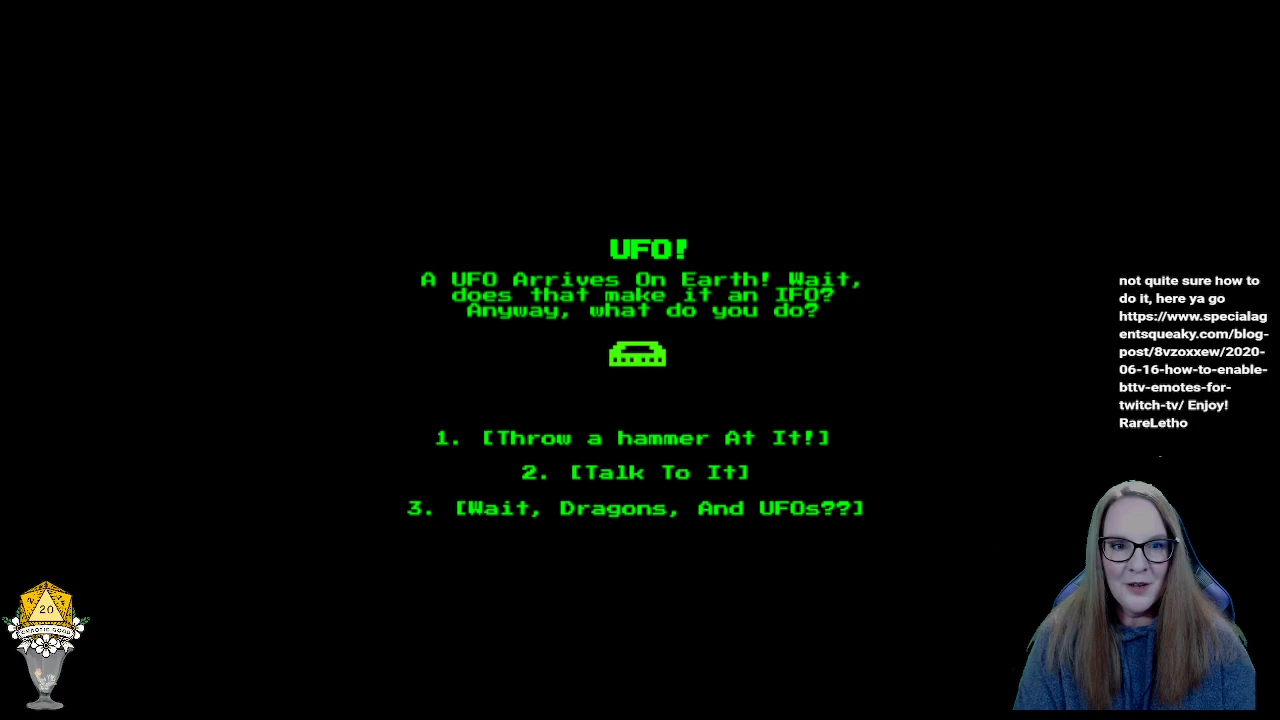 UFO!
A UFO Arrives On Earth! Wait,
does that make it an IFO?
Anyway, what do you do?
1. [Throw a hammer At It!]
2. [Talk To It]
3. [Wait, Dragons, And UFOs??]
not quite sure how to
do it, here ya go
https://www.specialag
entsqueaky.com/blog-
post/8vzoxxew/2020-
06-16-how-to-enable-
bttv-emotes-for-
twitch-tv/ Enjoy!
RareLetho
20
CHAOTIC GOOD